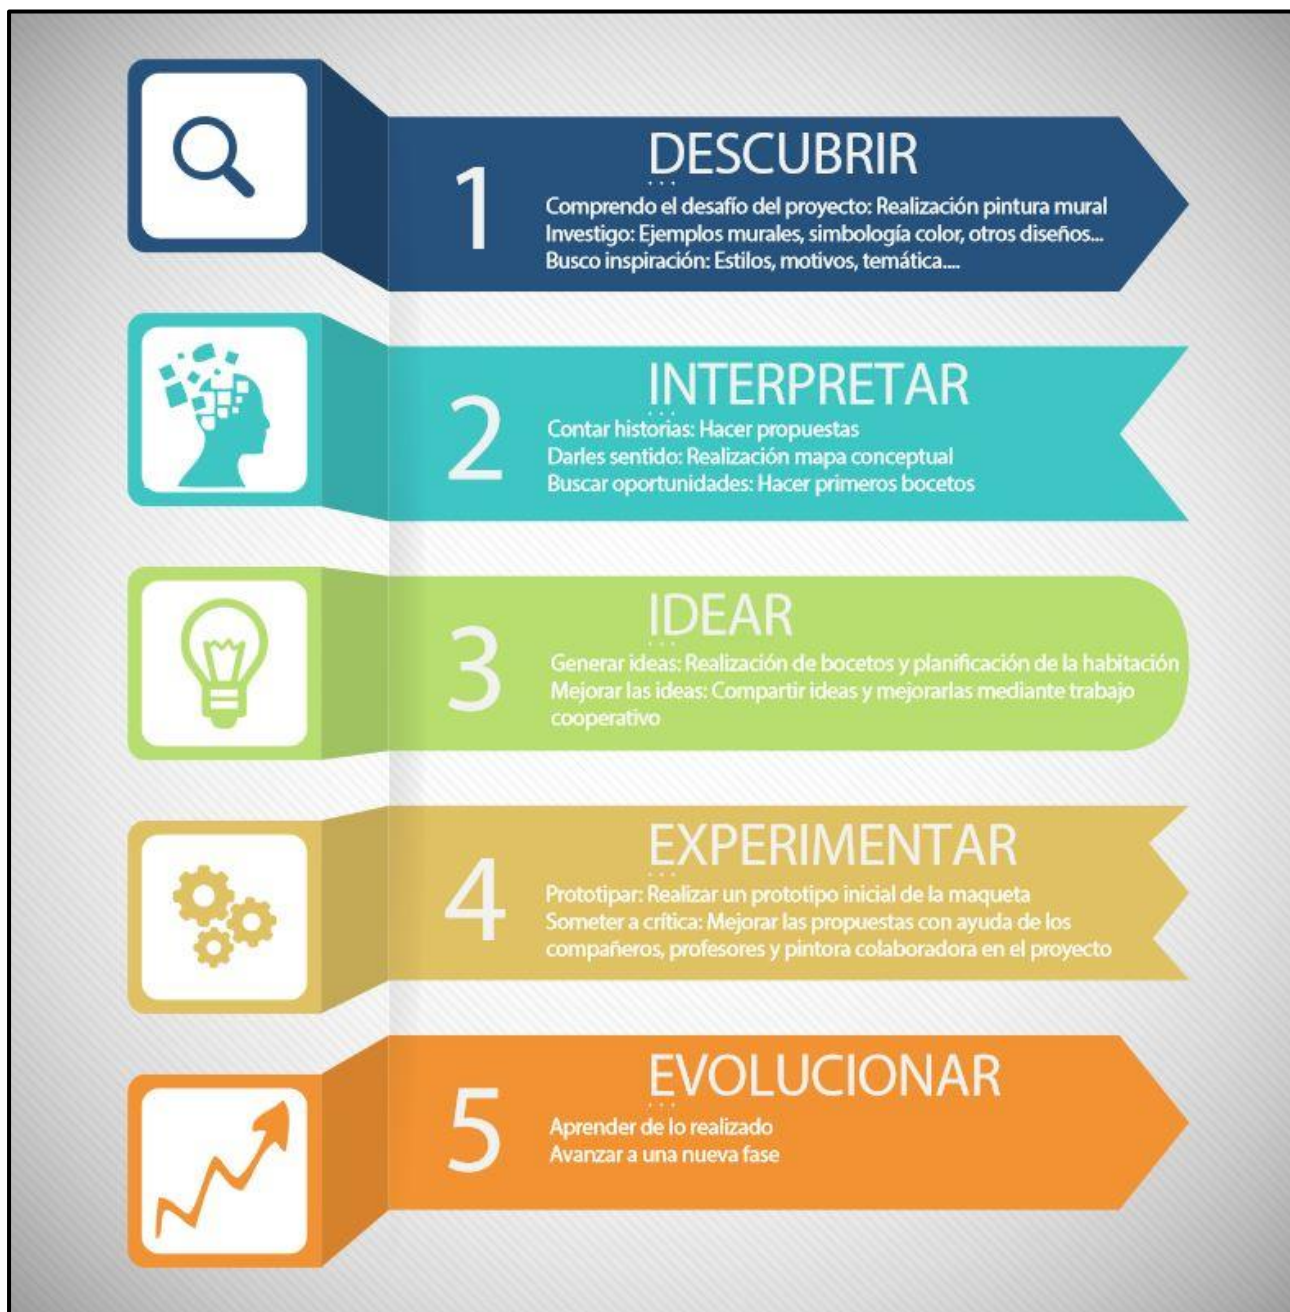 1
DESCUBRIR
Comprendo el desafío del proyecto: Realización pintura mural
Investigo: Ejemplos murales, simbología color, otros diseños...
Busco inspiración: Estilos, motivos, temática....
2
INTERPRETAR
Contar historias: Hacer propuestas
Darles sentido: Realización mapa conceptual
Buscar oportunidades: Hacer primeros bocetos
3
IDEAR
Generar ideas: Realización de bocetos y planificación de la habitación
Mejorar las ideas: Compartir ideas y mejorarlas mediante trabajo
cooperativo
4
EXPERIMENTAR
Prototipar: Realizar un prototipo inicial de la maqueta
Someter a crítica: Mejorar las propuestas con ayuda de los
compañeros, profesores y pintora colaboradora en el proyecto
5
EVOLUCIONAR
Aprender de lo realizado
Avanzar a una nueva fase